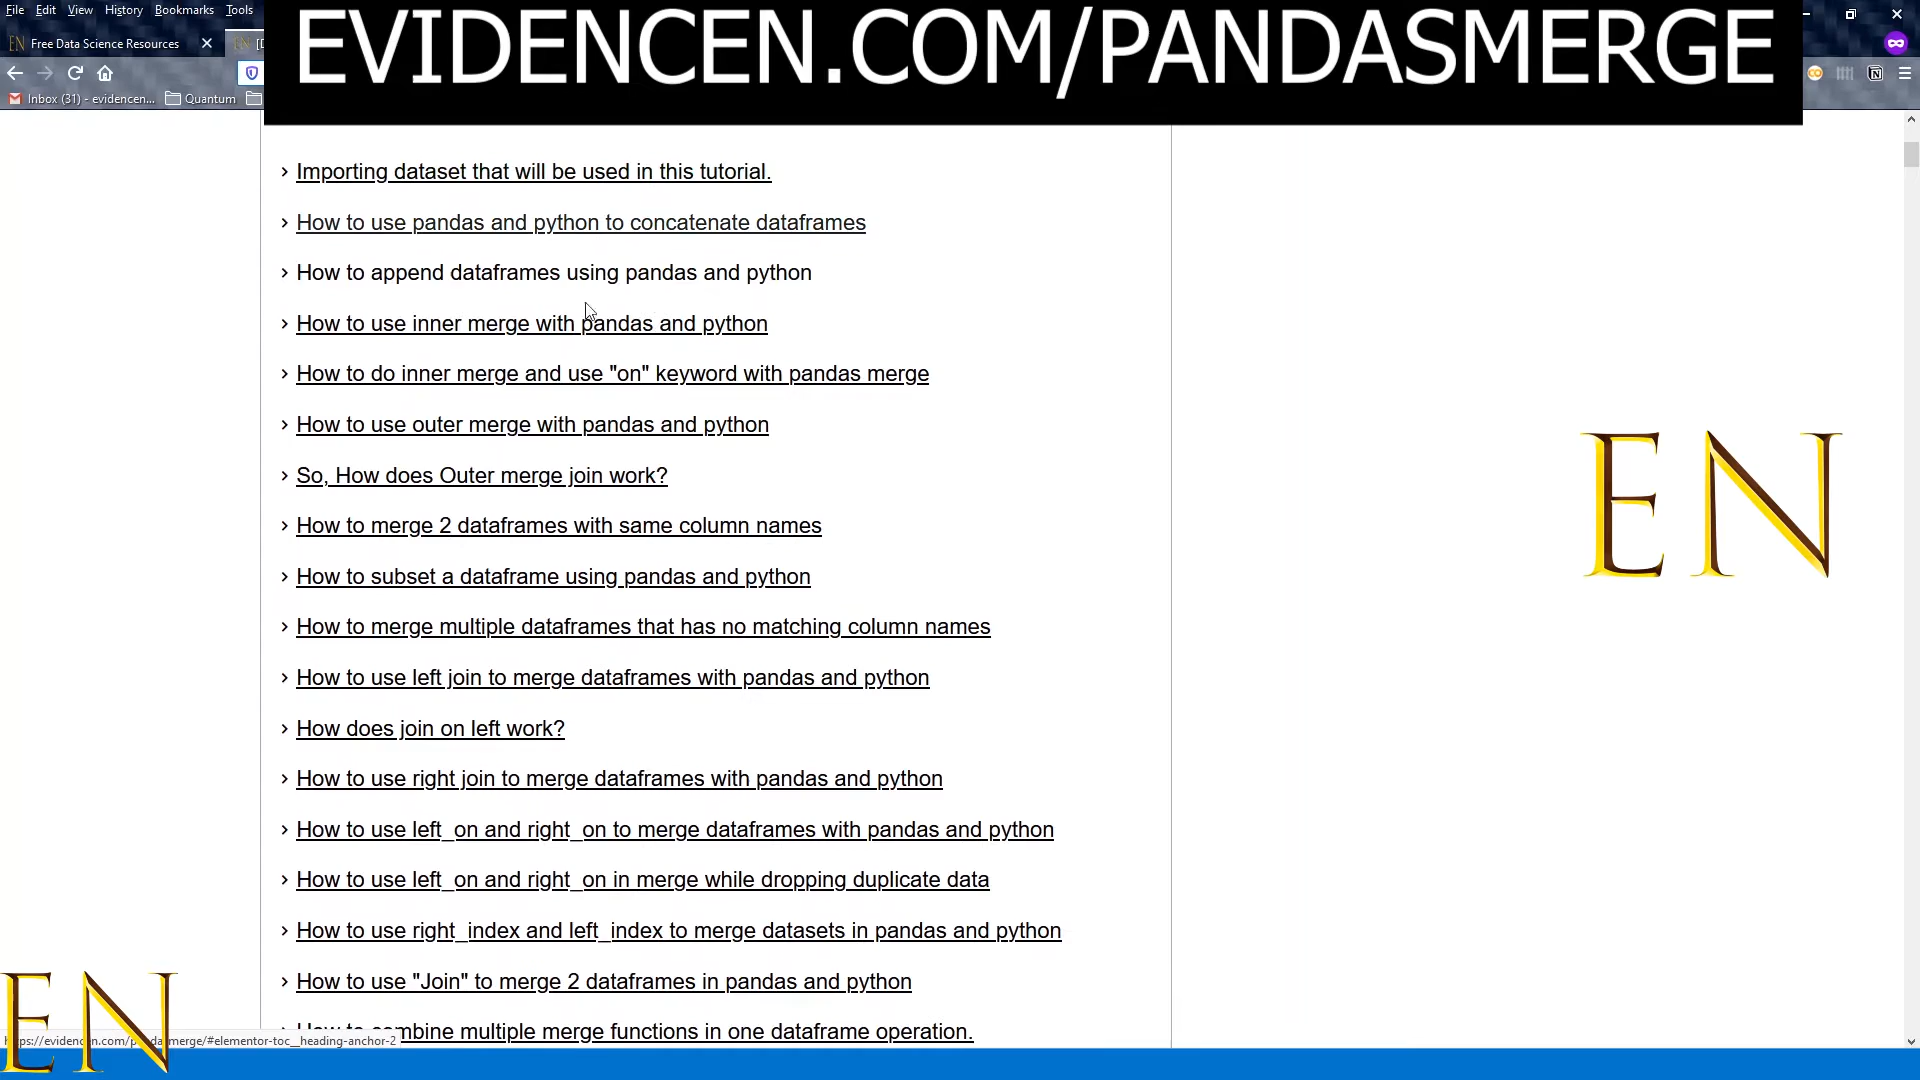 File Edit View History Bookmarks Tools
EVIDENCEN.COM/PANDASMERGE
EN Free Data Science Resources
EN [D
Inbox (31) - evidencen...
Quantum
Importing dataset that will be used in this tutorial.
How to use pandas and python to concatenate dataframes
How to append dataframes using pandas and python
How to use inner merge with pandas and python
How to do inner merge and use "on" keyword with pandas merge
How to use outer merge with pandas and python
So, How does Outer merge join work?
How to merge 2 dataframes with same column names
How to subset a dataframe using pandas and python
How to merge multiple dataframes that has no matching column names
How to use left join to merge dataframes with pandas and python
How does join on left work?
How to use right join to merge dataframes with pandas and python
How to use left_on and right_on to merge dataframes with pandas and python
How to use left_on and right_on in merge while dropping duplicate data
How to use right_index and left_index to merge datasets in pandas and python
How to use "Join" to merge 2 dataframes in pandas and python
multiple merge functions in one dataframe operation.
#elementor-toc__heading-anchor-2
EN
EN